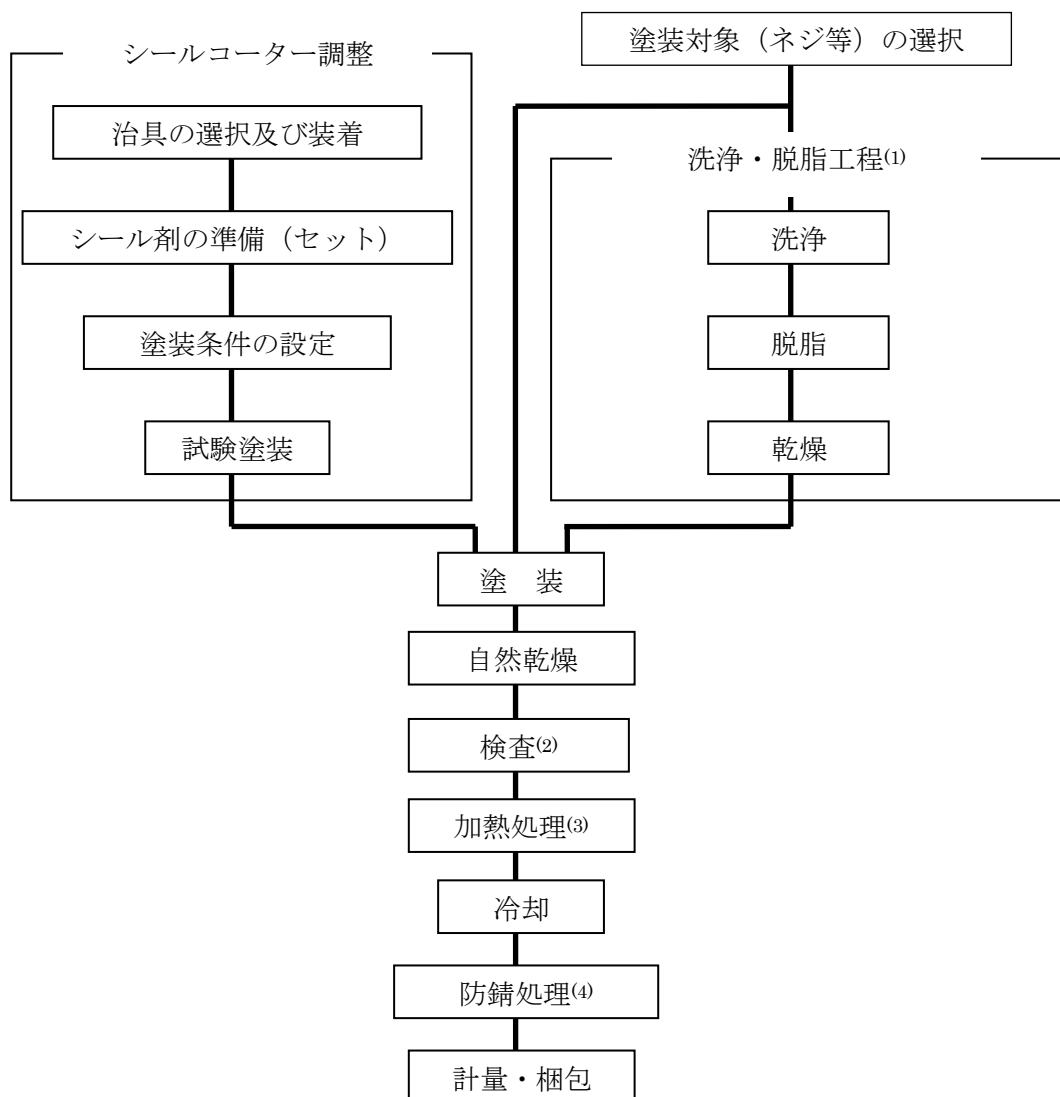 塗装対象（ネジ等）の選択
シールコーター調整
治具の選択及び装着
シール剤の準備（セット）
塗装条件の設定
試験塗装
洗浄・脱脂工程(1)
洗浄
脱脂
乾燥
塗　装
自然乾燥
検査(2)
加熱処理(3)
冷却
防錆処理(4)
計量・梱包